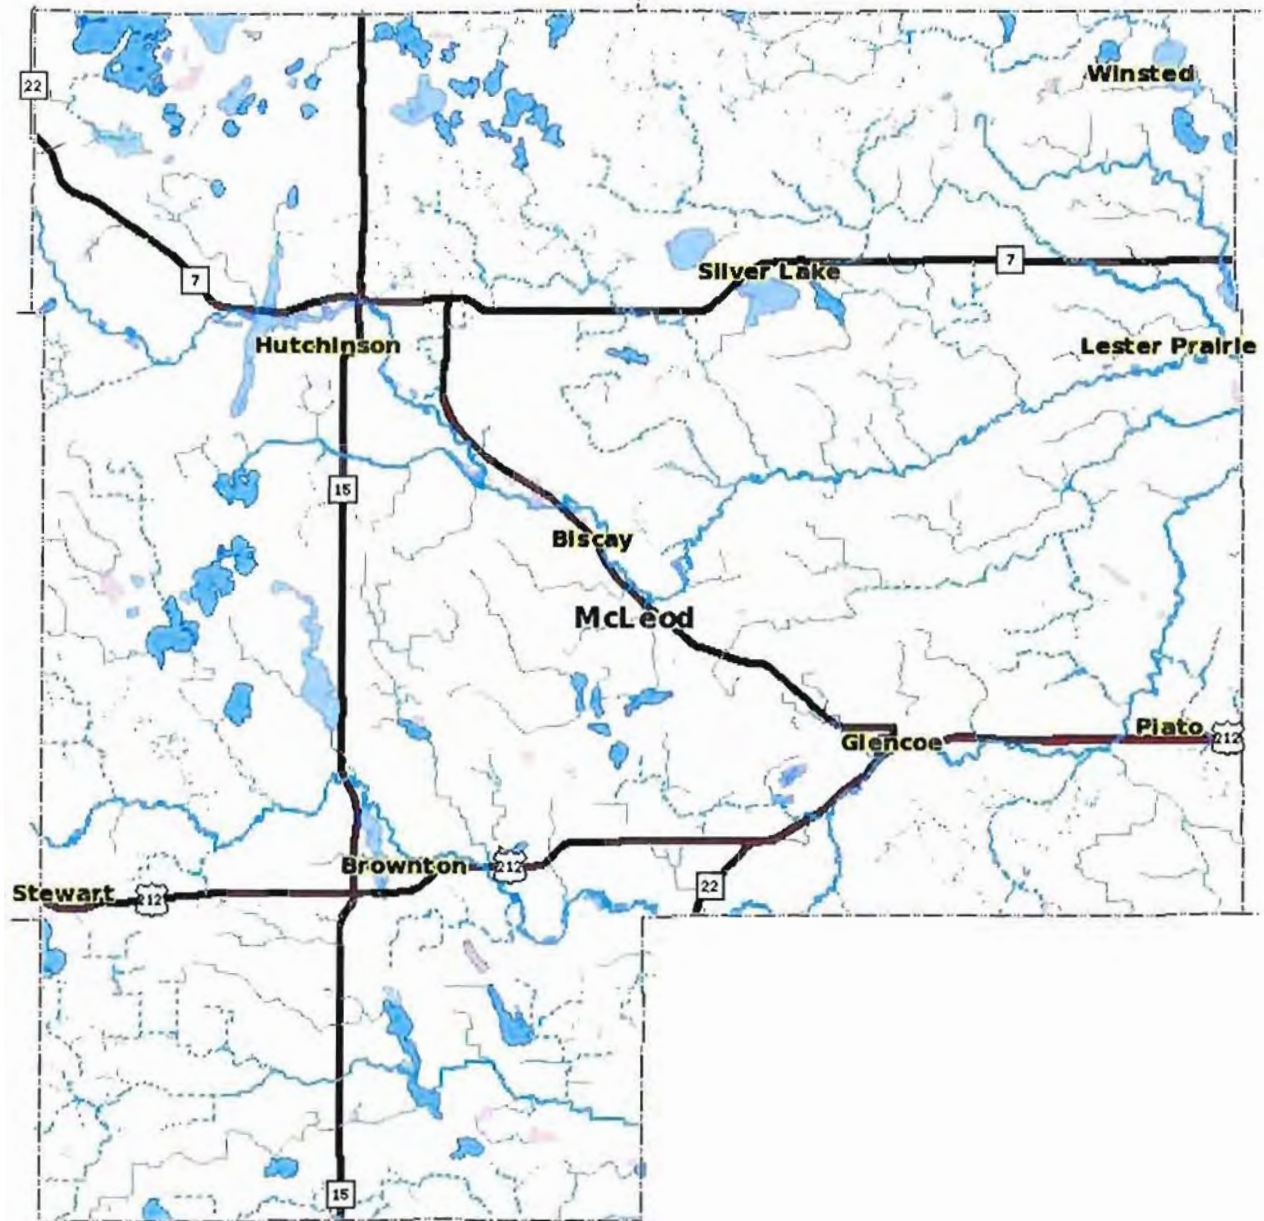 Winsted
22
7
Silver Lake
7
Hutchinson
Lester Prairie
15
Biscay
McLeod
Glencoe
Plato
212
Brownton
212
Stewart
212
22
15